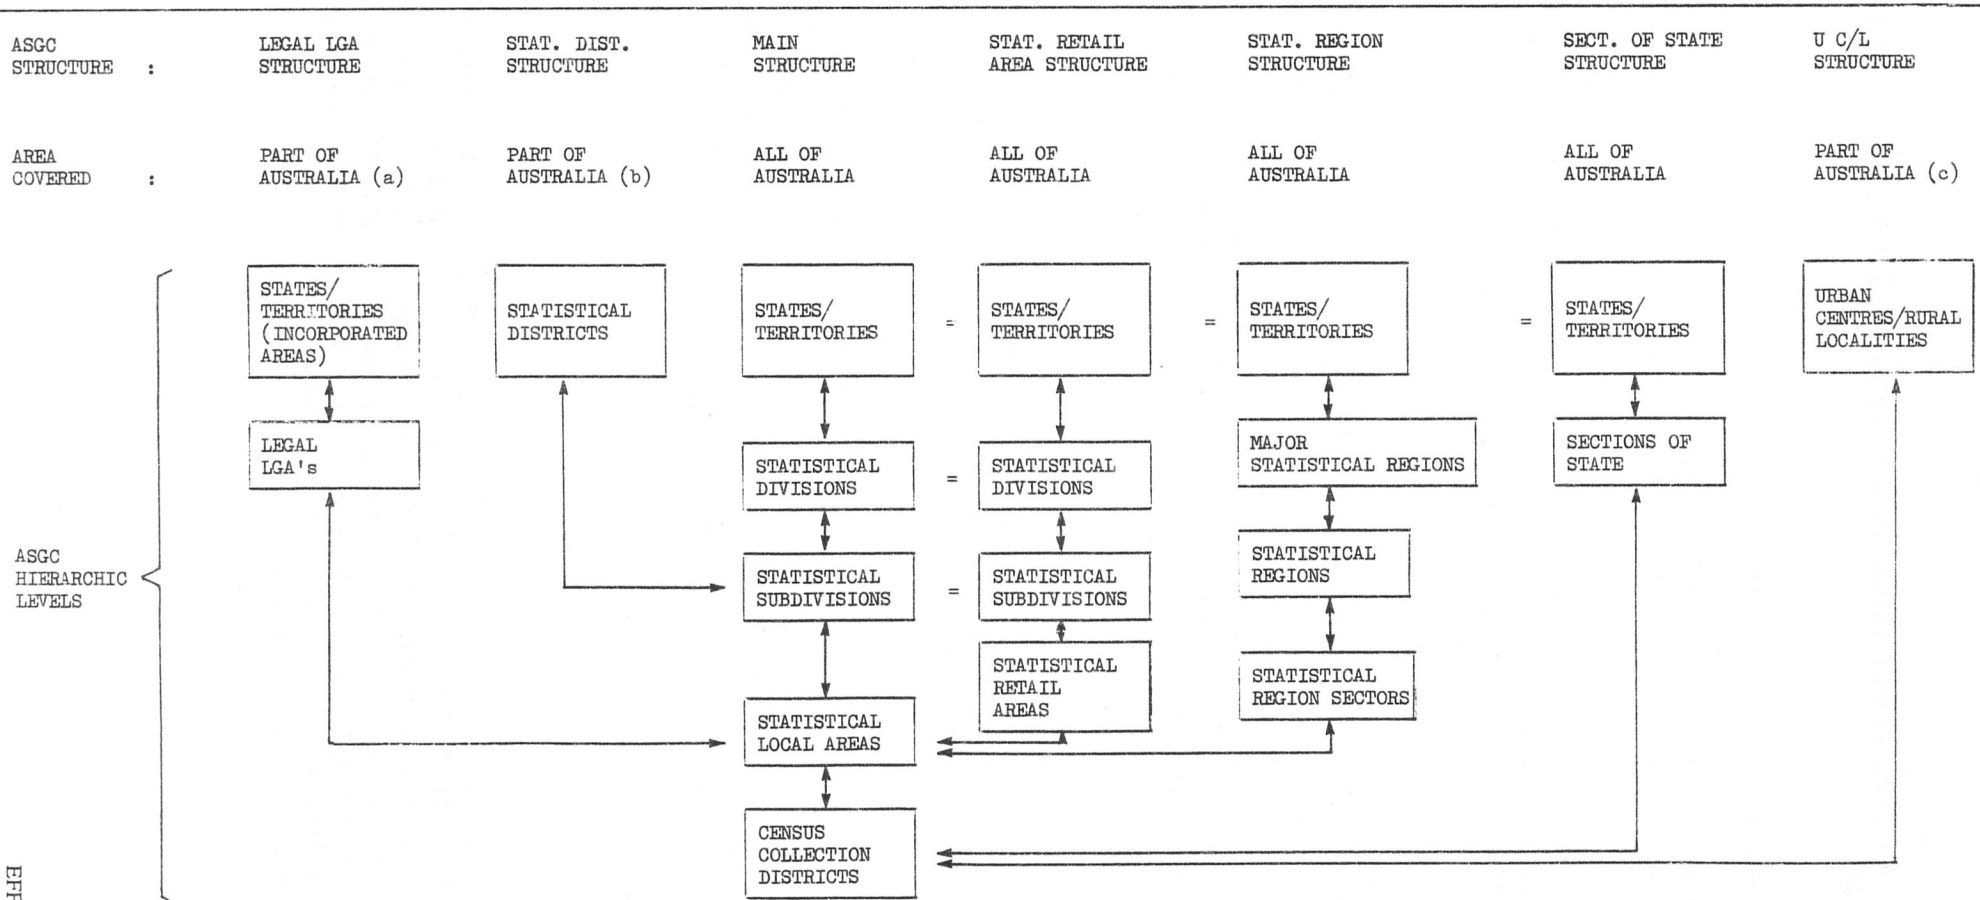 ASGC
STRUCTURE :
LEGAL LGA
STRUCTURE
STAT. DIST.
STRUCTURE
MAIN
STRUCTURE
STAT. RETAIL
AREA STRUCTURE
STAT. REGION
STRUCTURE
SECT. OF STATE
STRUCTURE
U C/L
STRUCTURE
AREA
COVERED :
PART OF
AUSTRALIA (a)
PART OF
AUSTRALIA (b)
ALL OF
AUSTRALIA
ALL OF
AUSTRALIA
ALL OF
AUSTRALIA
ALL OF
AUSTRALIA
PART OF
AUSTRALIA (c)
ASGC
HIERARCHIC
LEVELS
STATES/
TERRITORIES
(INCORPORATED
AREAS)
LEGAL
LGA's
STATISTICAL
DISTRICTS
STATES/
TERRITORIES
=
STATES/
TERRITORIES
=
STATES/
TERRITORIES
=
STATES/
TERRITORIES
URBAN
CENTRES/RURAL
LOCALITIES
STATISTICAL
DIVISIONS
=
STATISTICAL
DIVISIONS
MAJOR
STATISTICAL REGIONS
SECTIONS OF
STATE
STATISTICAL
SUBDIVISIONS
=
STATISTICAL
SUBDIVISIONS
STATISTICAL
REGIONS
STATISTICAL
RETAIL
AREAS
STATISTICAL
REGION SECTORS
STATISTICAL
LOCAL AREAS
CENSUS
COLLECTION
DISTRICTS